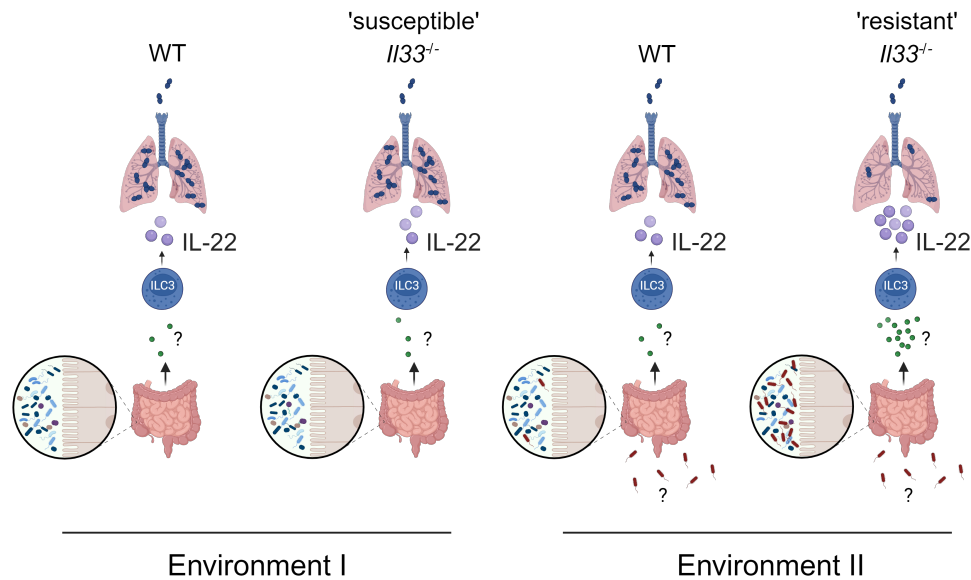 'susceptible' 'resistant'
WT Il33-/- WT Il33-/-
IL-22 IL-22 IL-22 IL-22
ILC3 ILC3 ILC3 ILC3
? ? ? ?
? ?
Environment I Environment II